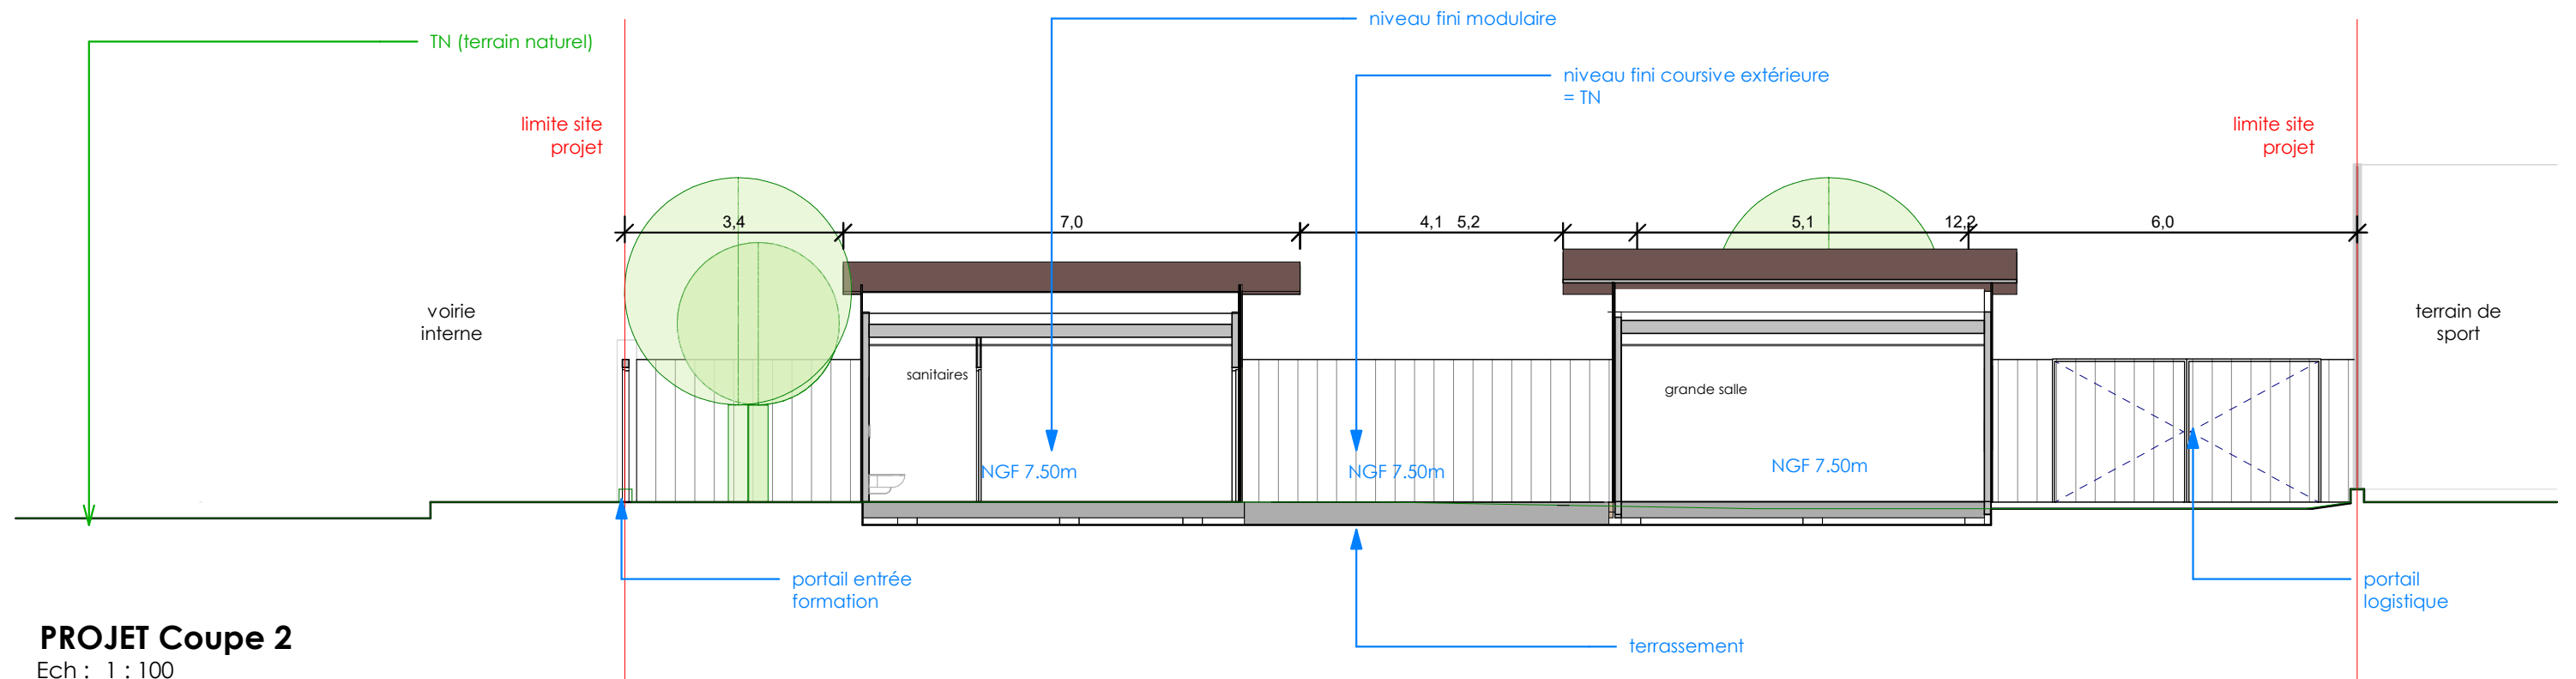 niveau fini modulaire
TN (terrain naturel)
niveau fini coursive extérieure
= TN
limite site
projet
limite site
projet
3,4
7,0
4,1
5,2
5,1
12,2
6,0
voirie
interne
terrain de
sport
sanitaires
grande salle
NGF 7.50m
NGF 7.50m
NGF 7.50m
portail entrée
formation
portail
logistique
PROJET Coupe 2
Ech : 1 : 100
terrassement